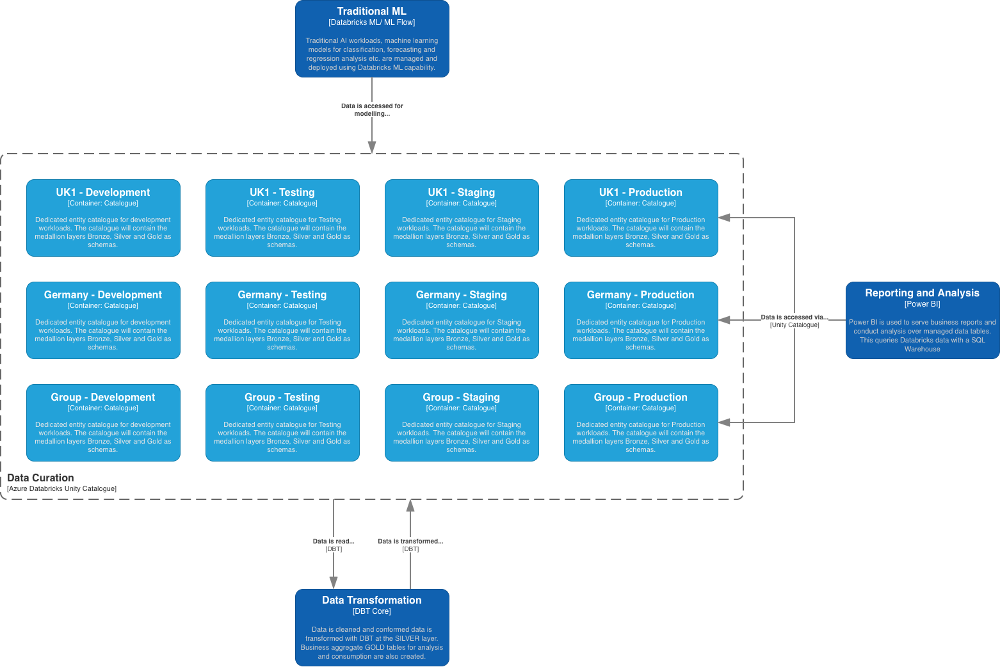 Traditional ML
[Databricks ML/ ML Flow]
Traditional AI workloads, machine learning
models for classification, forecasting and
regression analysis etc. are managed and
deployed using Databricks ML capability.
Data is accessed for
modelling...
UK1 - Development
[Container: Catalogue]
Dedicated entity catalogue for development
workloads. The catalogue will contain the
medallion layers Bronze, Silver and Gold as
schemas.
UK1 - Testing
[Container: Catalogue]
Dedicated entity catalogue for Testing
workloads. The catalogue will contain the
medallion layers Bronze, Silver and Gold as
schemas.
UK1 - Staging
[Container: Catalogue]
Dedicated entity catalogue for Staging
workloads. The catalogue will contain the
medallion layers Bronze, Silver and Gold as
schemas.
UK1 - Production
[Container: Catalogue]
Dedicated entity catalogue for Production
workloads. The catalogue will contain the
medallion layers Bronze, Silver and Gold as
schemas.
Germany - Development
[Container: Catalogue]
Dedicated entity catalogue for development
workloads. The catalogue will contain the
medallion layers Bronze, Silver and Gold as
schemas.
Germany - Testing
[Container: Catalogue]
Dedicated entity catalogue for Testing
workloads. The catalogue will contain the
medallion layers Bronze, Silver and Gold as
schemas.
Germany - Staging
[Container: Catalogue]
Dedicated entity catalogue for Staging
workloads. The catalogue will contain the
medallion layers Bronze, Silver and Gold as
schemas.
Germany - Production
[Container: Catalogue]
Dedicated entity catalogue for Production
workloads. The catalogue will contain the
medallion layers Bronze, Silver and Gold as
schemas.
Data is accessed via...
[Unity Catalogue]
Reporting and Analysis
[Power BI]
Power BI is used to serve business reports and
conduct analysis over managed data tables.
This queries Databricks data with a SQL
Warehouse
Group - Development
[Container: Catalogue]
Dedicated entity catalogue for development
workloads. The catalogue will contain the
medallion layers Bronze, Silver and Gold as
schemas.
Group - Testing
[Container: Catalogue]
Dedicated entity catalogue for Testing
workloads. The catalogue will contain the
medallion layers Bronze, Silver and Gold as
schemas.
Group - Staging
[Container: Catalogue]
Dedicated entity catalogue for Staging
workloads. The catalogue will contain the
medallion layers Bronze, Silver and Gold as
schemas.
Group - Production
[Container: Catalogue]
Dedicated entity catalogue for Production
workloads. The catalogue will contain the
medallion layers Bronze, Silver and Gold as
schemas.
Data Curation
[Azure Databricks Unity Catalogue]
Data is read...
[DBT]
Data is transformed...
[DBT]
Data Transformation
[DBT Core]
Data is cleaned and conformed data is
transformed with DBT at the SILVER layer.
Business aggregate GOLD tables for analysis
and consumption are also created.